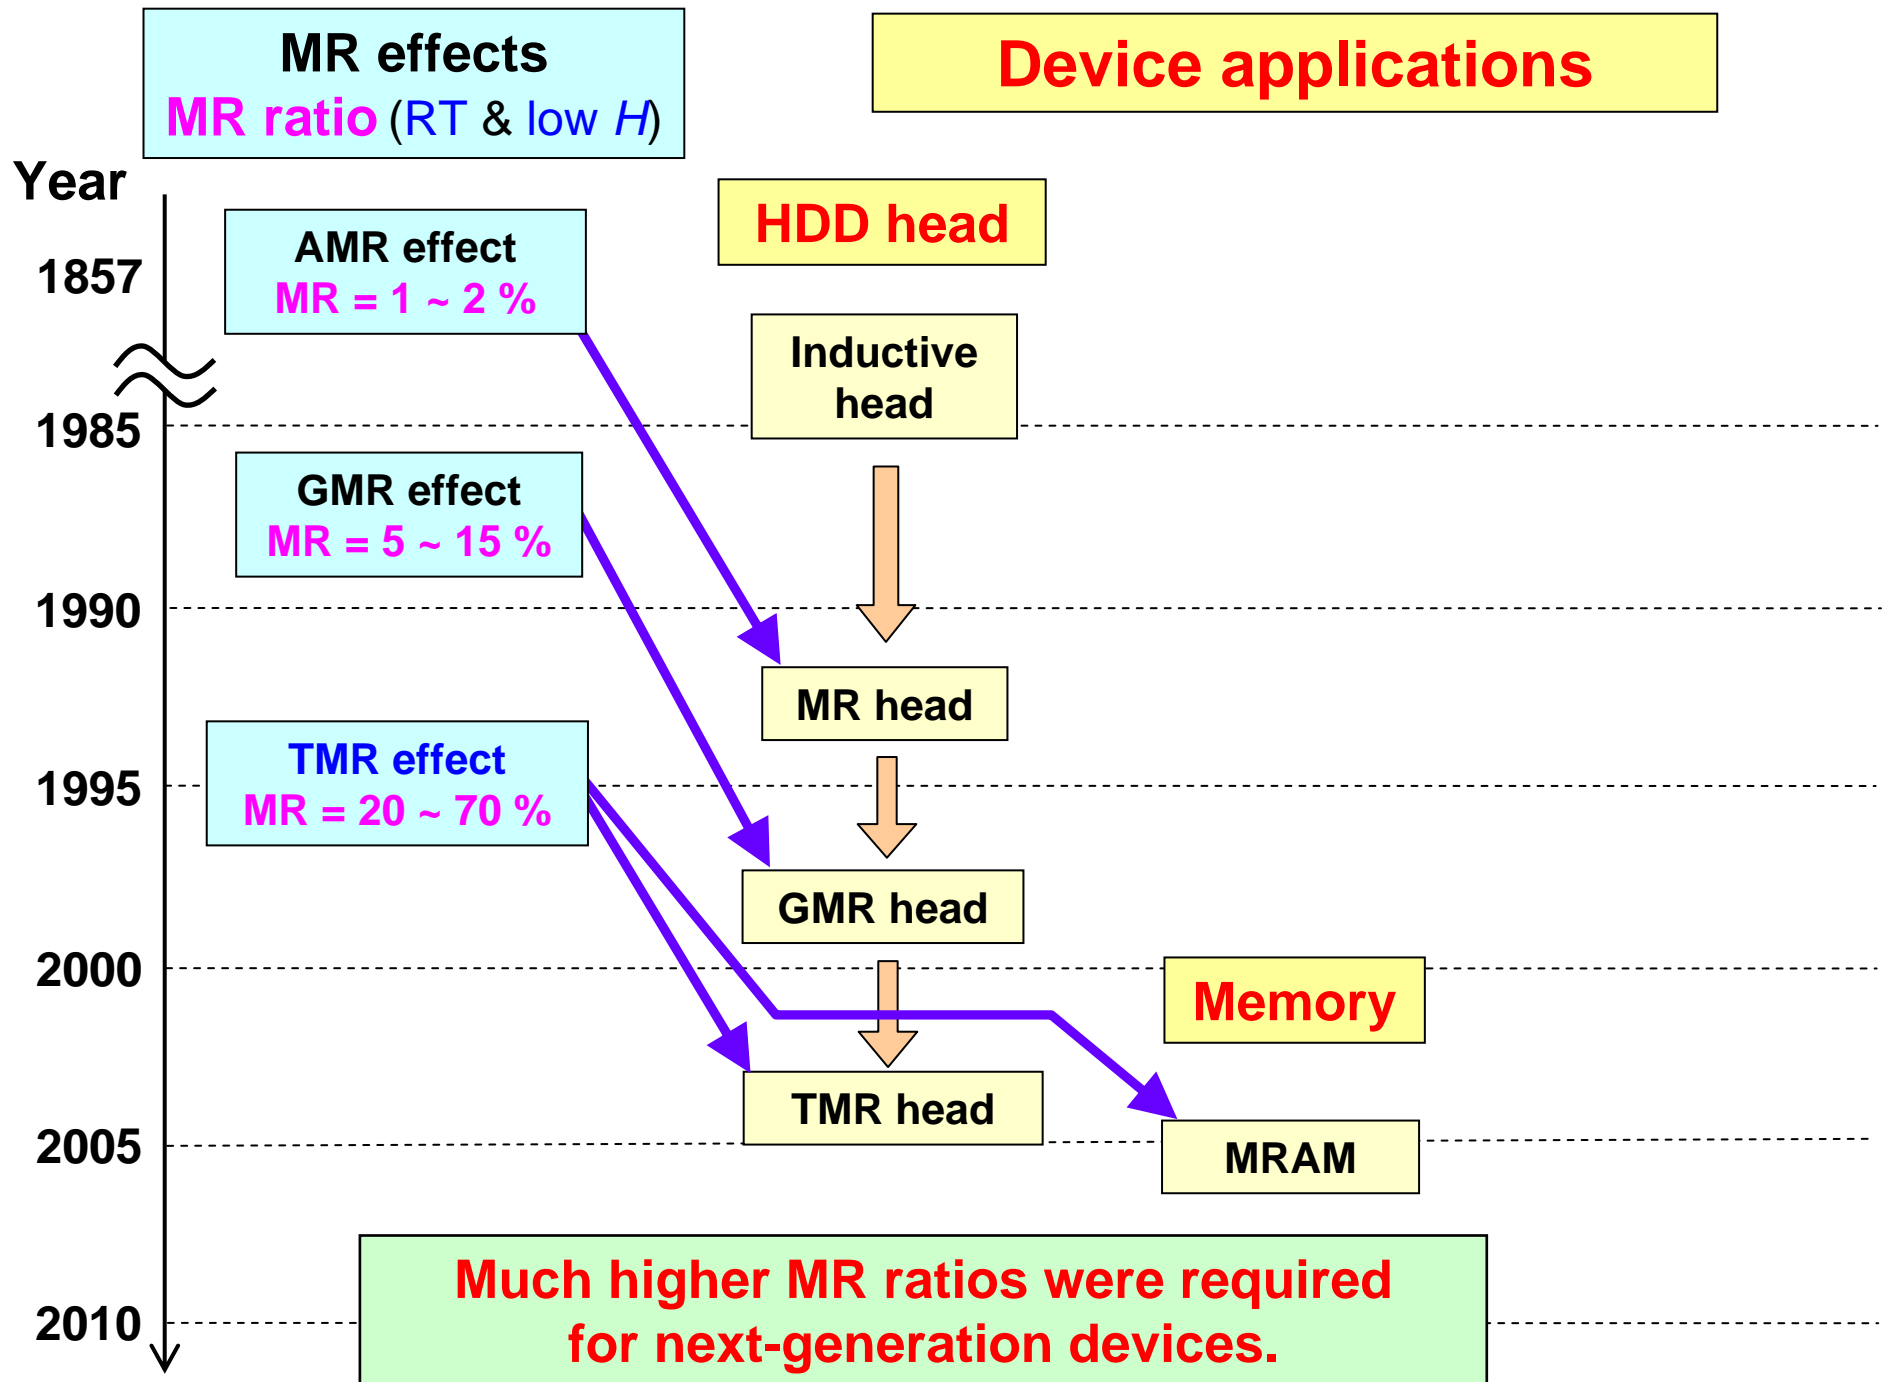 MR effects
MR ratio (RT & low H)
Device applications
Year
HDD head
1857
AMR effect
MR = 1 ~ 2 %
Inductive
head
1985
GMR effect
MR = 5 ~ 15 %
1990
MR head
TMR effect
MR = 20 ~ 70 %
1995
GMR head
2000
Memory
TMR head
2005
MRAM
Much higher MR ratios were required
for next-generation devices.
2010